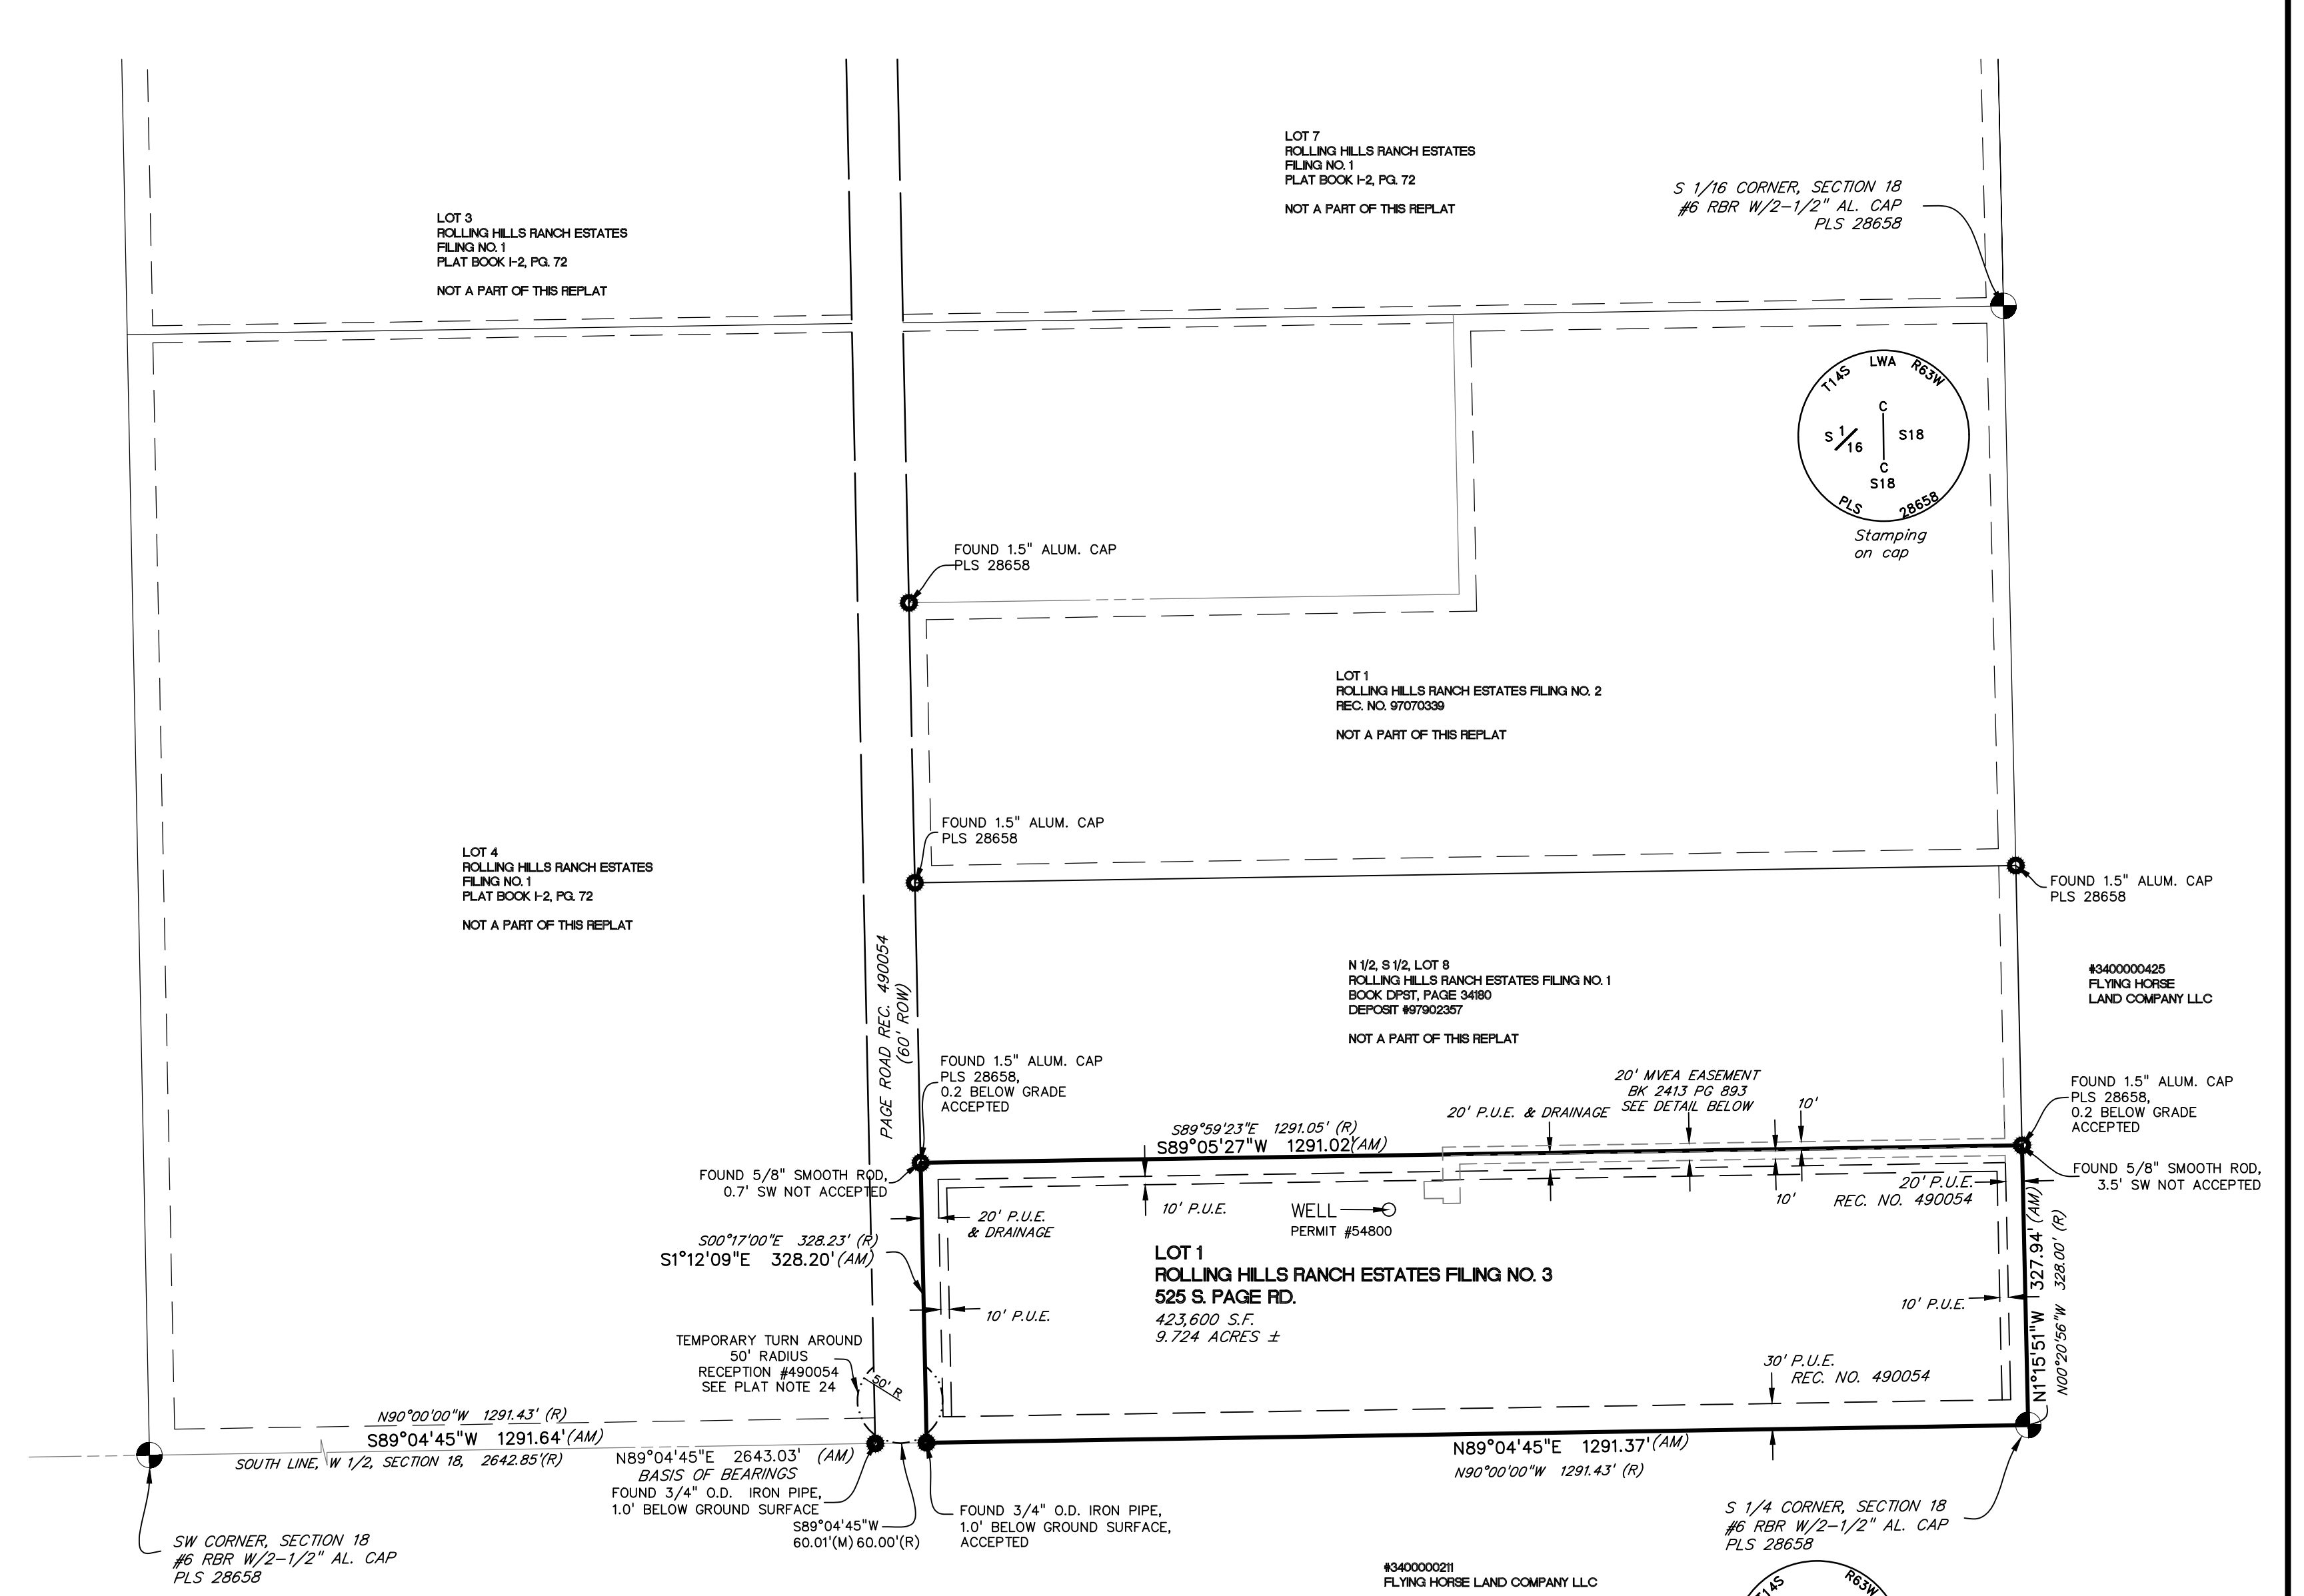 LOT 7
ROLLING HILLS RANCH ESTATES
FILING NO. 1
PLAT BOOK I-2, PG. 72
NOT A PART OF THIS REPLAT
S 1/16 CORNER, SECTION 18
#6 RBR W/2-1/2" AL. CAP
PLS 28658
LOT 3
ROLLING HILLS RANCH ESTATES
FILING NO. 1
PLAT BOOK I-2, PG. 72
NOT A PART OF THIS REPLAT
T14S LWA R63W
C
S 1/16 S18
C
S18
PLS 28658
Stamping
on cap
FOUND 1.5" ALUM. CAP
PLS 28658
LOT 1
ROLLING HILLS RANCH ESTATES FILING NO. 2
REC. NO. 97070339
NOT A PART OF THIS REPLAT
FOUND 1.5" ALUM. CAP
PLS 28658
LOT 4
ROLLING HILLS RANCH ESTATES
FILING NO. 1
PLAT BOOK I-2, PG. 72
NOT A PART OF THIS REPLAT
FOUND 1.5" ALUM. CAP
PLS 28658
PAGE ROAD REC. 490054
(60' ROW)
N 1/2, S 1/2, LOT 8
ROLLING HILLS RANCH ESTATES FILING NO. 1
BOOK DPST, PAGE 34180
DEPOSIT #97902357
NOT A PART OF THIS REPLAT
#3400000425
FLYING HORSE
LAND COMPANY LLC
FOUND 1.5" ALUM. CAP
PLS 28658,
0.2 BELOW GRADE
ACCEPTED
20' MVEA EASEMENT
BK 2413 PG 893
SEE DETAIL BELOW
20' P.U.E. & DRAINAGE
10'
FOUND 1.5" ALUM. CAP
PLS 28658,
0.2 BELOW GRADE
ACCEPTED
S89°59'23"E 1291.05' (R)
S89°05'27"W 1291.02'(AM)
FOUND 5/8" SMOOTH ROD,
0.7' SW NOT ACCEPTED
FOUND 5/8" SMOOTH ROD,
3.5' SW NOT ACCEPTED
20' P.U.E.
REC. NO. 490054
10'
10' P.U.E.
WELL
PERMIT #54800
20' P.U.E.
& DRAINAGE
S00°17'00"E 328.23' (R)
S1°12'09"E 328.20'(AM)
LOT 1
ROLLING HILLS RANCH ESTATES FILING NO. 3
525 S. PAGE RD.
423,600 S.F.
9.724 ACRES ±
10' P.U.E.
10' P.U.E.
N1°15'51"W 327.94'(AM)
N00°20'56"W 328.00' (R)
TEMPORARY TURN AROUND
50' RADIUS
RECEPTION #490054
SEE PLAT NOTE 24
50' R
30' P.U.E.
REC. NO. 490054
N90°00'00"W 1291.43' (R)
S89°04'45"W 1291.64'(AM)
SOUTH LINE, W 1/2, SECTION 18, 2642.85'(R)
N89°04'45"E 2643.03' (AM)
BASIS OF BEARINGS
FOUND 3/4" O.D. IRON PIPE,
1.0' BELOW GROUND SURFACE
S89°04'45"W
60.01'(M) 60.00'(R)
FOUND 3/4" O.D. IRON PIPE,
1.0' BELOW GROUND SURFACE,
ACCEPTED
N89°04'45"E 1291.37'(AM)
N90°00'00"W 1291.43' (R)
S 1/4 CORNER, SECTION 18
#6 RBR W/2-1/2" AL. CAP
PLS 28658
SW CORNER, SECTION 18
#6 RBR W/2-1/2" AL. CAP
PLS 28658
#3400000211
FLYING HORSE LAND COMPANY LLC
R63W